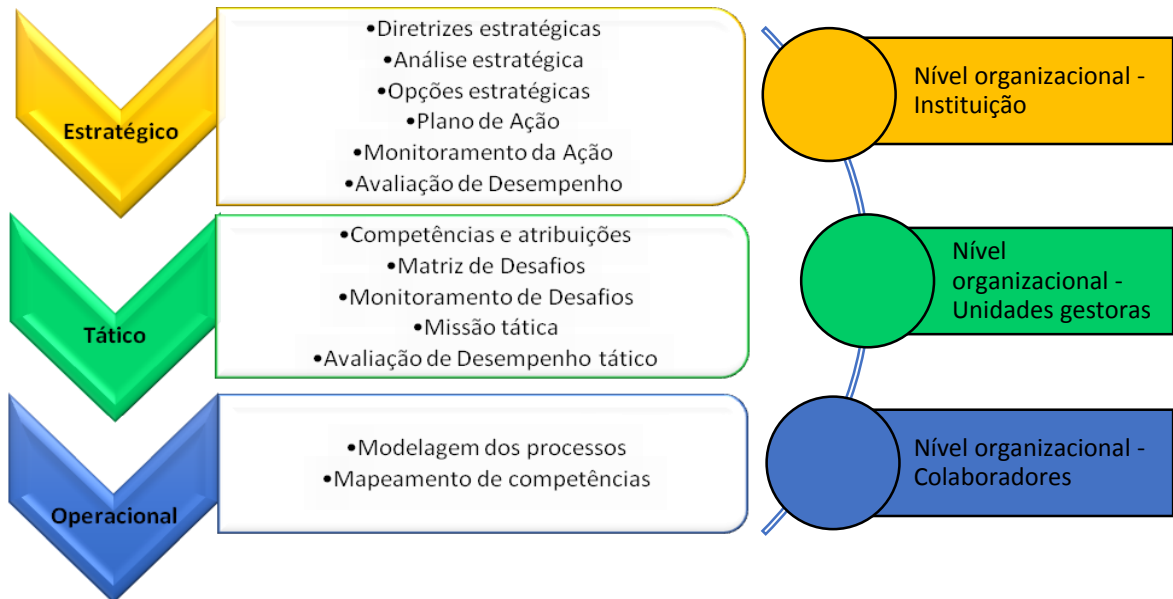 Estratégico
•Diretrizes estratégicas
•Análise estratégica
•Opções estratégicas
•Plano de Ação
•Monitoramento da Ação
•Avaliação de Desempenho
Nível organizacional -
Instituição
Tático
•Competências e atribuições
•Matriz de Desafios
•Monitoramento de Desafios
•Missão tática
•Avaliação de Desempenho tático
Nível
organizacional -
Unidades gestoras
Operacional
•Modelagem dos processos
•Mapeamento de competências
Nível organizacional -
Colaboradores